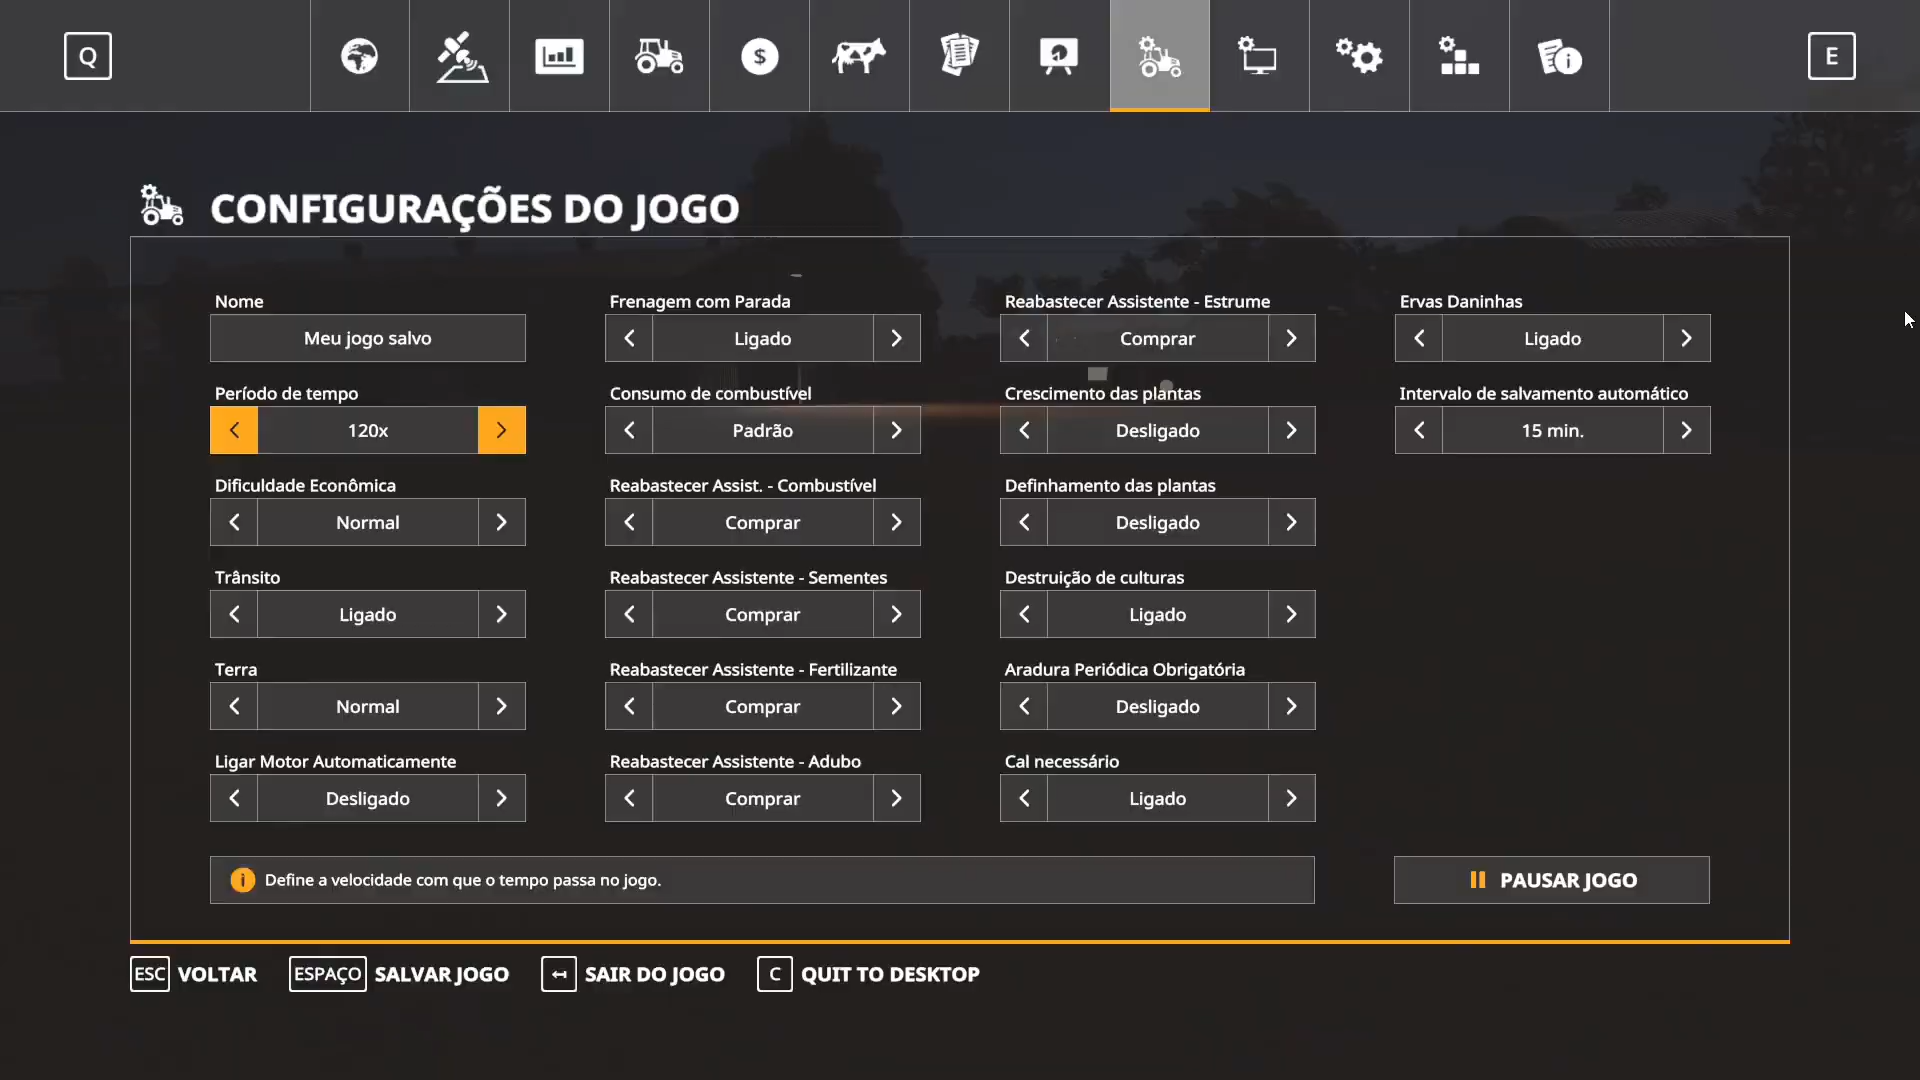 Q
E
CONFIGURAÇÕES DO JOGO
Nome
Meu jogo salvo
Período de tempo
120x
Dificuldade Econômica
Normal
Trânsito
Ligado
Terra
Normal
Ligar Motor Automaticamente
Desligado
Frenagem com Parada
Ligado
Consumo de combustível
Padrão
Reabastecer Assist. - Combustível
Comprar
Reabastecer Assistente - Sementes
Comprar
Reabastecer Assistente - Fertilizante
Comprar
Reabastecer Assistente - Adubo
Comprar
Reabastecer Assistente - Estrume
Comprar
Crescimento das plantas
Desligado
Definhamento das plantas
Desligado
Destruição de culturas
Ligado
Aradura Periódica Obrigatória
Desligado
Cal necessário
Ligado
Ervas Daninhas
Ligado
Intervalo de salvamento automático
15 min.
Define a velocidade com que o tempo passa no jogo.
PAUSAR JOGO
ESC VOLTAR ESPAÇO SALVAR JOGO SAIR DO JOGO C QUIT TO DESKTOP